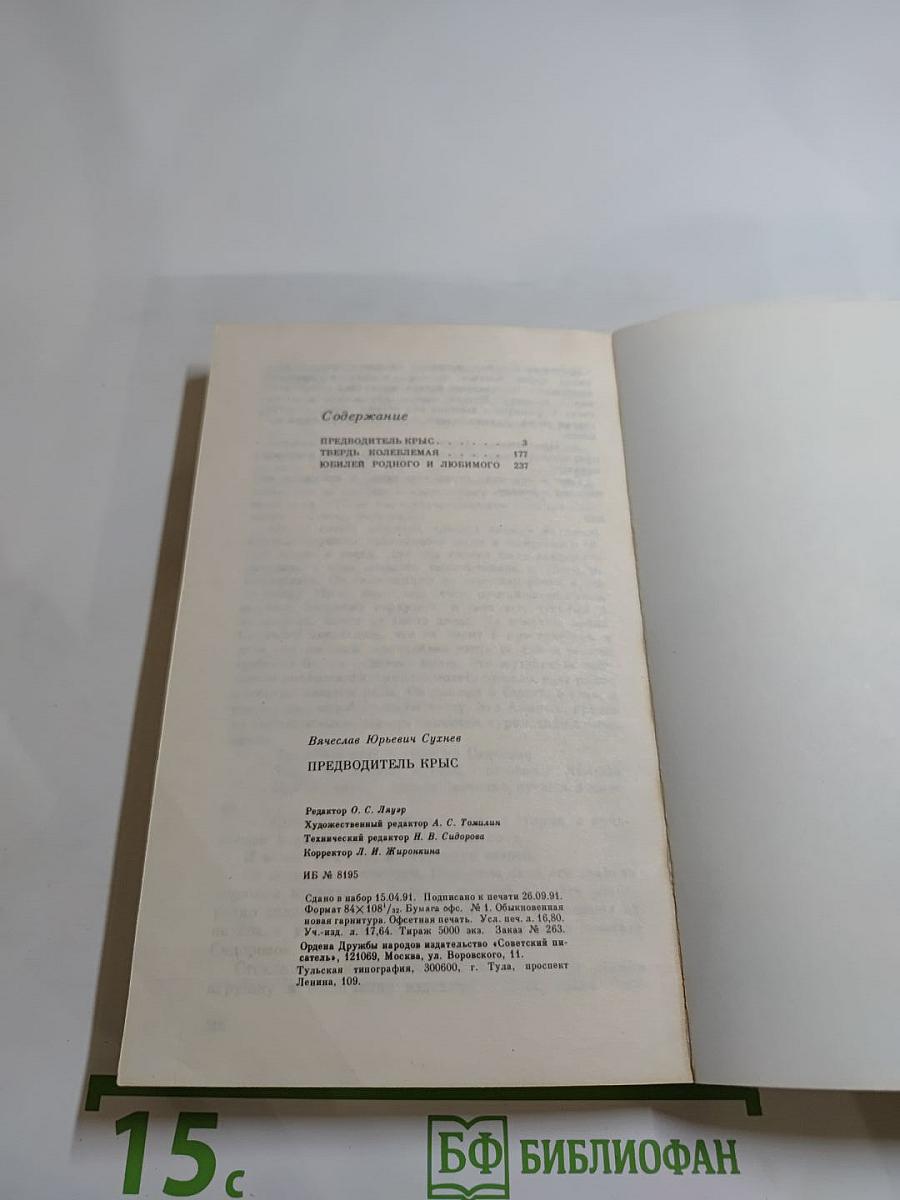 Содержание
ПРЕДВОДИТЕЛЬ КРЫС . . . . . . 3
ТВЕРДЬ КОЛЕБЛЕМАЯ . . . . . 177
ЮБИЛЕЙ РОДНОГО И ЛЮБИМОГО 237
Вячеслав Юрьевич Сухнев
ПРЕДВОДИТЕЛЬ КРЫС
Редактор О. С. Ляуэр
Художественный редактор А. С. Томилин
Технический редактор Н. В. Сидорова
Корректор Л. И. Жиронкина
ИБ № 8195
Сдано в набор 15.04.91. Подписано к печати 26.09.91.
Формат 84×108¹/₃₂. Бумага офс. № 1. Обыкновенная
новая гарнитура. Офсетная печать. Усл. печ. л. 16,80.
Уч.-изд. л. 17,64. Тираж 5000 экз. Заказ № 263.
Ордена Дружбы народов издательство «Советский пи-
сатель», 121069, Москва, ул. Воровского, 11.
Тульская типография, 300600, г. Тула, проспект
Ленина, 109.
15 с
БФ БИБЛИОФАН